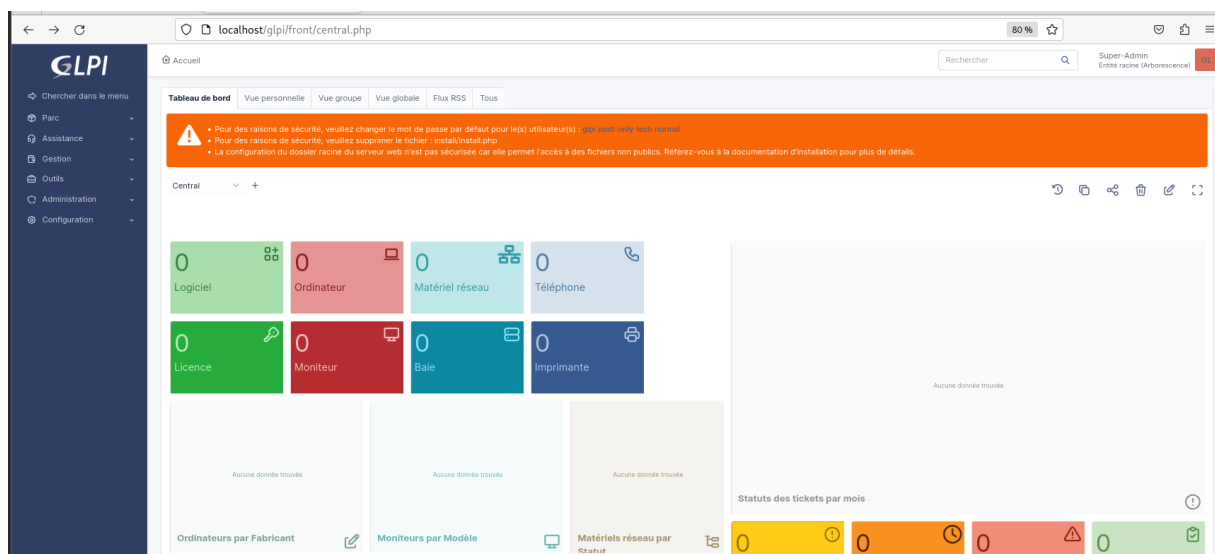 localhost/glpi/front/central.php
80 %
GLPI
Accueil
Rechercher
Super-Admin
Entité racine (Arborescence)
GL
Chercher dans le menu
Parc
Assistance
Gestion
Outils
Administration
Configuration
Tableau de bord Vue personnelle Vue groupe Vue globale Flux RSS Tous
• Pour des raisons de sécurité, veuillez changer le mot de passe par défaut pour le(s) utilisateur(s) : glpi post-only tech normal
• Pour des raisons de sécurité, veuillez supprimer le fichier : install/install.php
• La configuration du dossier racine du serveur web n'est pas sécurisée car elle permet l'accès à des fichiers non publics. Référez-vous à la documentation d'installation pour plus de détails.
Central
0
Logiciel
0
Ordinateur
0
Matériel réseau
0
Téléphone
0
Licence
0
Moniteur
0
Baie
0
Imprimante
Aucune donnée trouvée
Statuts des tickets par mois
Aucune donnée trouvée
Ordinateurs par Fabricant
Aucune donnée trouvée
Moniteurs par Modèle
Aucune donnée trouvée
Matériels réseau par
Statut
0
0
0
0